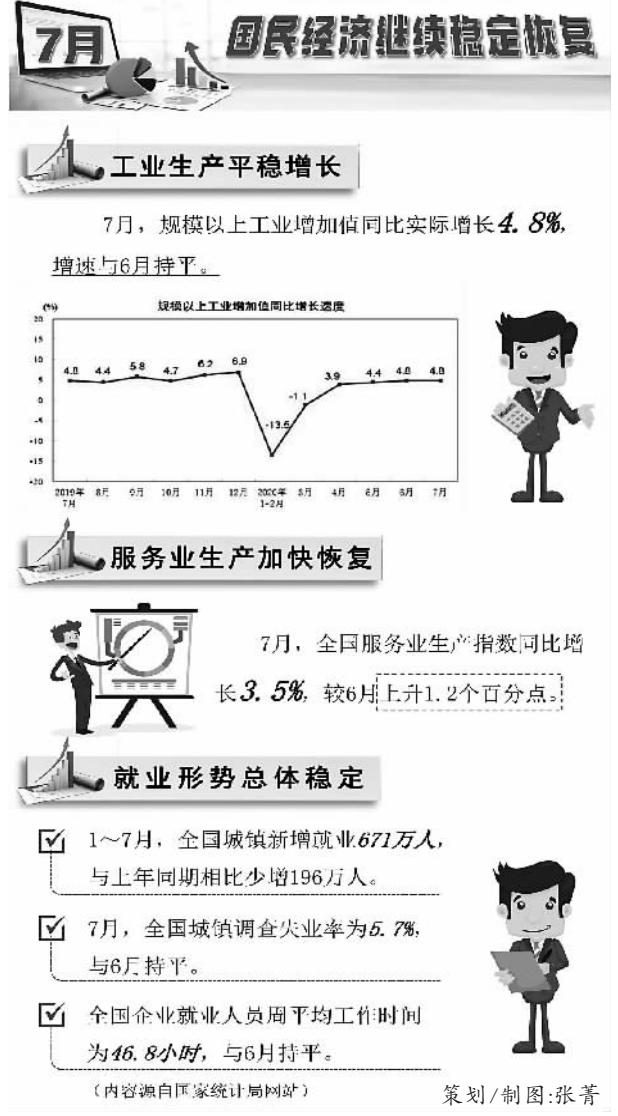 7月
国民经济继续稳定恢复
工业生产平稳增长
7月，规模以上工业增加值同比实际增长4.8%，
增速与6月持平。
(%)
规模以上工业增加值同比增长速度
20
15
10
5
0
-5
-10
-15
-20
4.8 4.4 5.8 4.7 6.2 6.9 -13.5 -1.1 3.9 4.4 4.8 4.8
2019年 8月 9月 10月 11月 12月 2020年 3月 4月 5月 6月 7月
7月 1-2月
服务业生产加快恢复
7月，全国服务业生产指数同比增
长3.5%，较6月上升1.2个百分点。
就业形势总体稳定
1～7月，全国城镇新增就业671万人，
与上年同期相比少增196万人。
7月，全国城镇调查失业率为5.7%，
与6月持平。
全国企业就业人员周平均工作时间
为46.8小时，与6月持平。
（内容源自国家统计局网站）
策划/制图:张菁